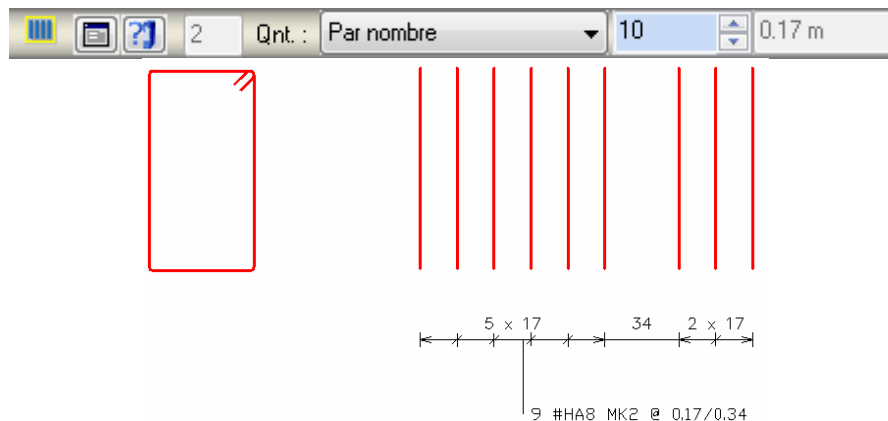 2 Qnt. : Par nombre 10 0.17 m
5 x 17 34 2 x 17
9 #HA8 MK2 @ 0.17/0.34